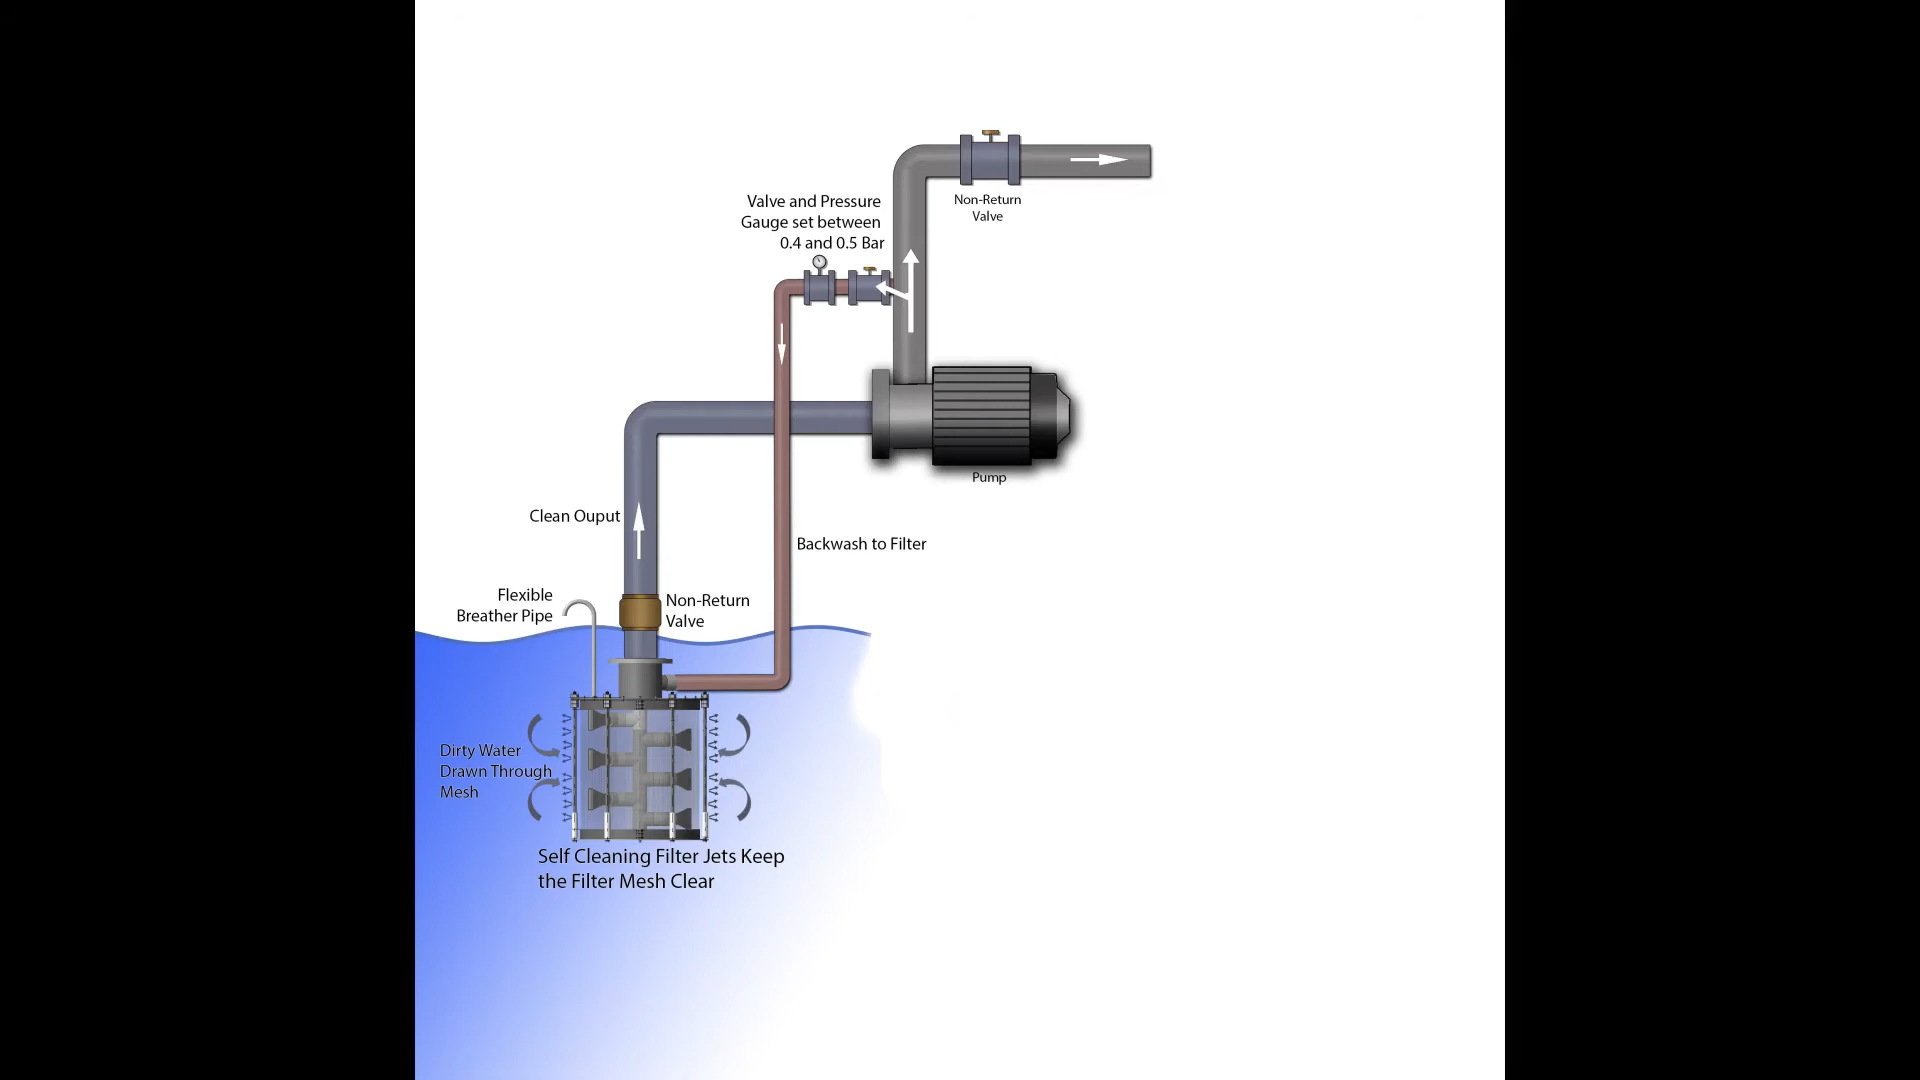 Valve and Pressure
Gauge set between
0.4 and 0.5 Bar
Non-Return
Valve
Pump
Clean Ouput
Backwash to Filter
Flexible
Breather Pipe
Non-Return
Valve
Dirty Water
Drawn Through
Mesh
Self Cleaning Filter Jets Keep
the Filter Mesh Clear